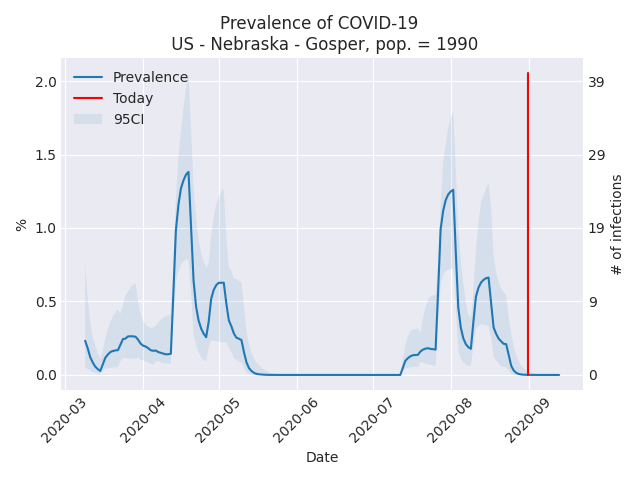 Prevalence of COVID-19
US - Nebraska - Gosper, pop. = 1990
Prevalence
Today
95CI
2.0
1.5
1.0
0.5
0.0
%
39
29
19
9
0
# of infections
2020-03
2020-04
2020-05
2020-06
2020-07
2020-08
2020-09
Date